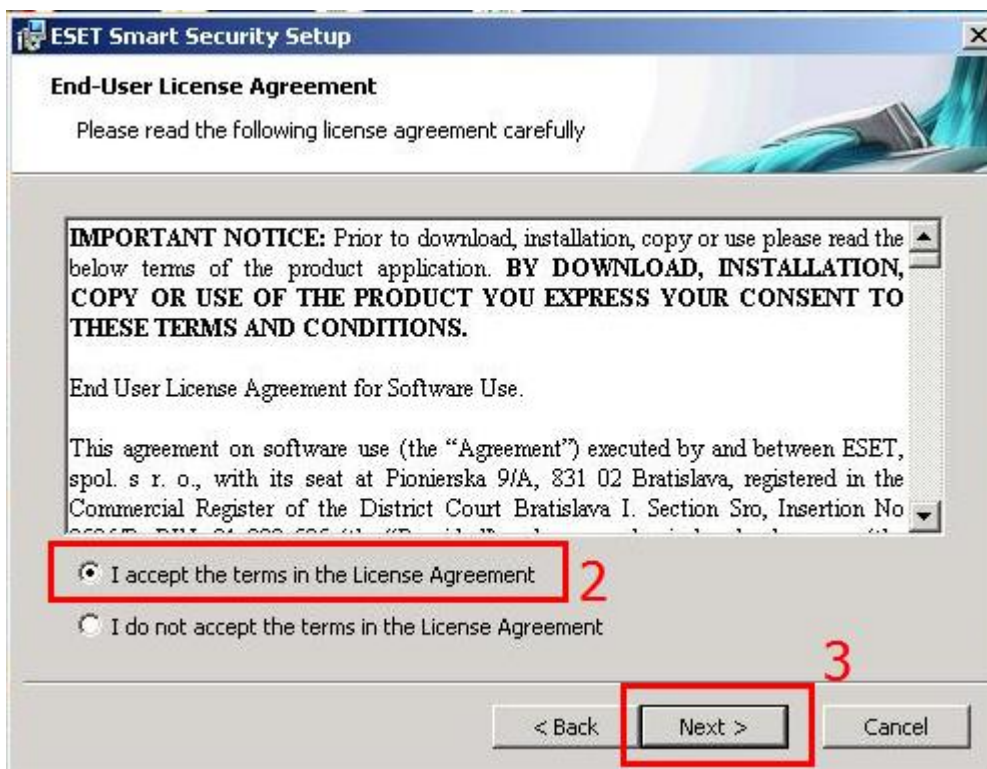 ESET Smart Security Setup
End-User License Agreement
Please read the following license agreement carefully
IMPORTANT NOTICE: Prior to download, installation, copy or use please read the
below terms of the product application. BY DOWNLOAD, INSTALLATION,
COPY OR USE OF THE PRODUCT YOU EXPRESS YOUR CONSENT TO
THESE TERMS AND CONDITIONS.
End User License Agreement for Software Use.
This agreement on software use (the “Agreement”) executed by and between ESET,
spol. s r. o., with its seat at Pionierska 9/A, 831 02 Bratislava, registered in the
Commercial Register of the District Court Bratislava I. Section Sro, Insertion No
I accept the terms in the License Agreement 2
I do not accept the terms in the License Agreement
3
< Back Next > Cancel